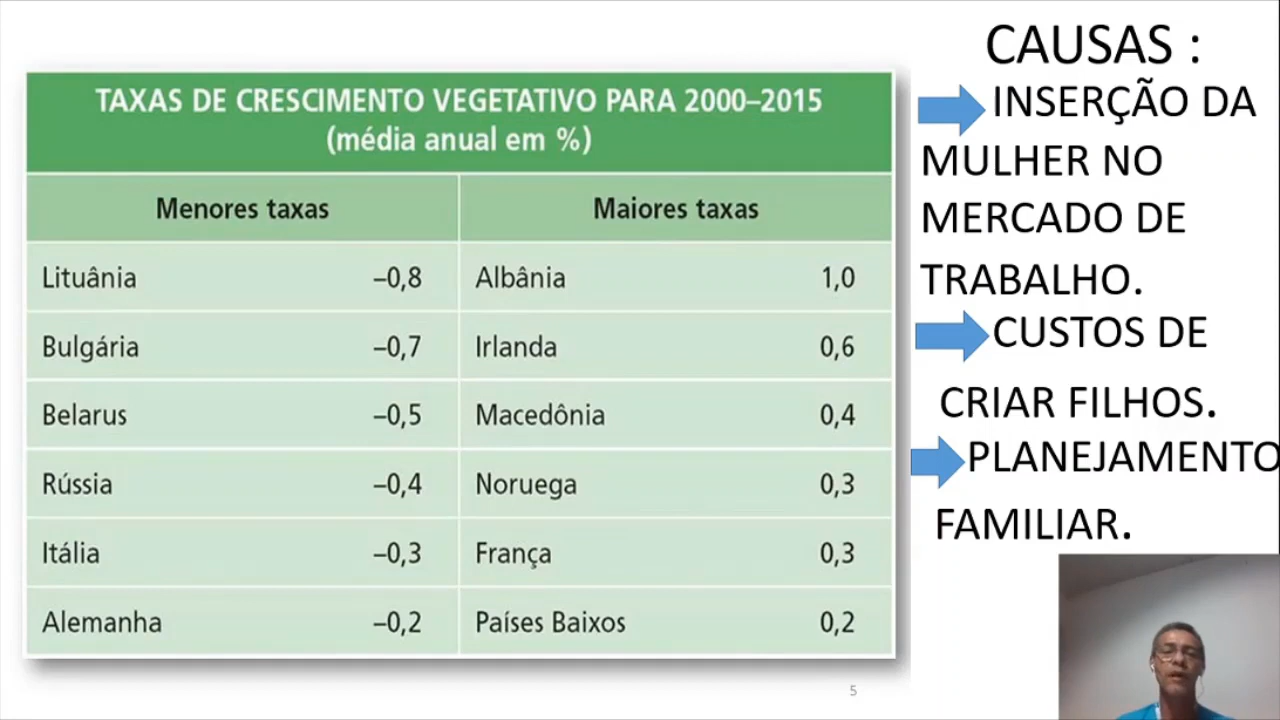 TAXAS DE CRESCIMENTO VEGETATIVO PARA 2000–2015
(média anual em %)
Menores taxas Maiores taxas
Lituânia –0,8 Albânia 1,0
Bulgária –0,7 Irlanda 0,6
Belarus –0,5 Macedônia 0,4
Rússia –0,4 Noruega 0,3
Itália –0,3 França 0,3
Alemanha –0,2 Países Baixos 0,2
5
CAUSAS :
INSERÇÃO DA
MULHER NO
MERCADO DE
TRABALHO.
CUSTOS DE
CRIAR FILHOS.
PLANEJAMENTO
FAMILIAR.